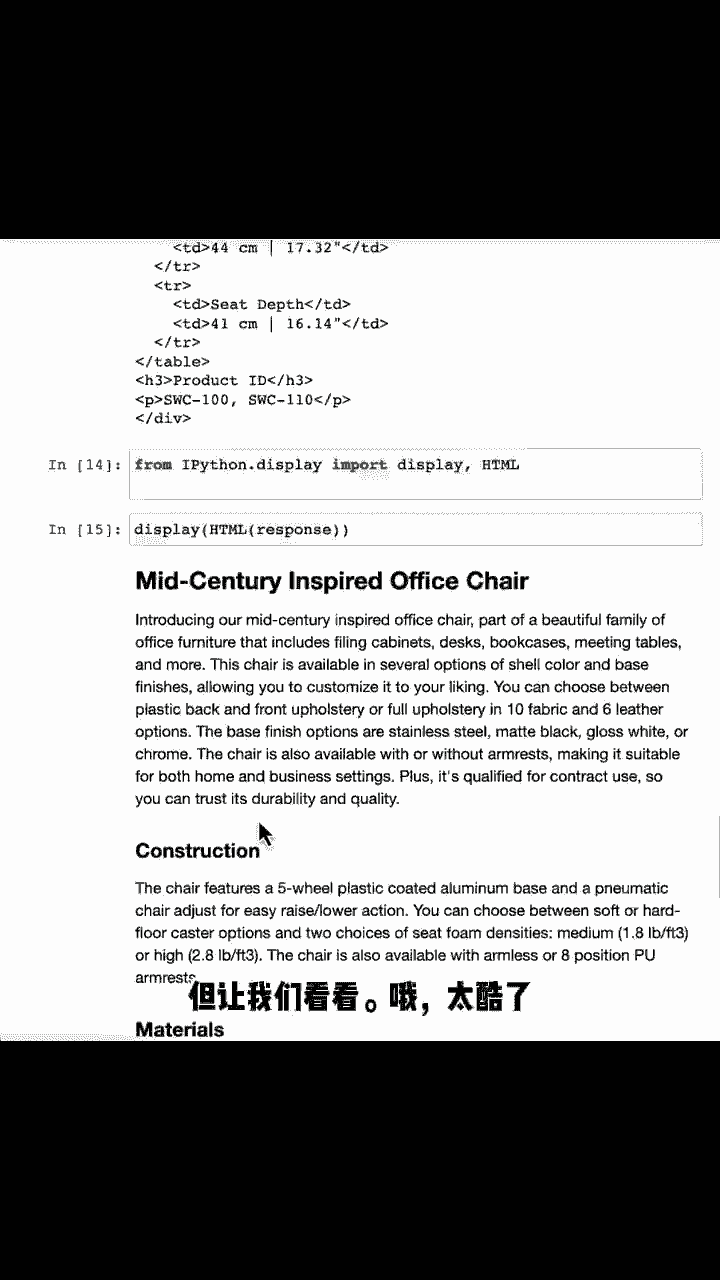 <td>44 cm | 17.32"</td>
</tr>
<tr>
<td>Seat Depth</td>
<td>41 cm | 16.14"</td>
</tr>
</table>
<h3>Product ID</h3>
<p>SWC-100, SWC-110</p>
</div>
In [14]: from IPython.display import display, HTML
In [15]: display(HTML(response))
Mid-Century Inspired Office Chair
Introducing our mid-century inspired office chair, part of a beautiful family of
office furniture that includes filing cabinets, desks, bookcases, meeting tables,
and more. This chair is available in several options of shell color and base
finishes, allowing you to customize it to your liking. You can choose between
plastic back and front upholstery or full upholstery in 10 fabric and 6 leather
options. The base finish options are stainless steel, matte black, gloss white, or
chrome. The chair is also available with or without armrests, making it suitable
for both home and business settings. Plus, it's qualified for contract use, so
you can trust its durability and quality.
Construction
The chair features a 5-wheel plastic coated aluminum base and a pneumatic
chair adjust for easy raise/lower action. You can choose between soft or hard-
floor caster options and two choices of seat foam densities: medium (1.8 lb/ft3)
or high (2.8 lb/ft3). The chair is also available with armless or 8 position PU
armrests
但让我们看看。哦，太酷了
Materials